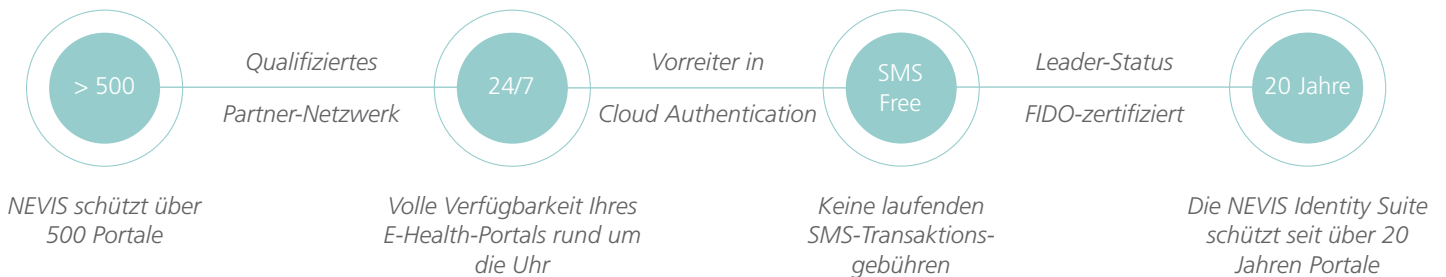 > 500
Qualifiziertes
Partner-Netzwerk
24/7
Vorreiter in
Cloud Authentication
SMS
Free
Leader-Status
FIDO-zertifiziert
20 Jahre
NEVIS schützt über
500 Portale
Volle Verfügbarkeit Ihres
E-Health-Portals rund um
die Uhr
Keine laufenden
SMS-Transaktions-
gebühren
Die NEVIS Identity Suite
schützt seit über 20
Jahren Portale